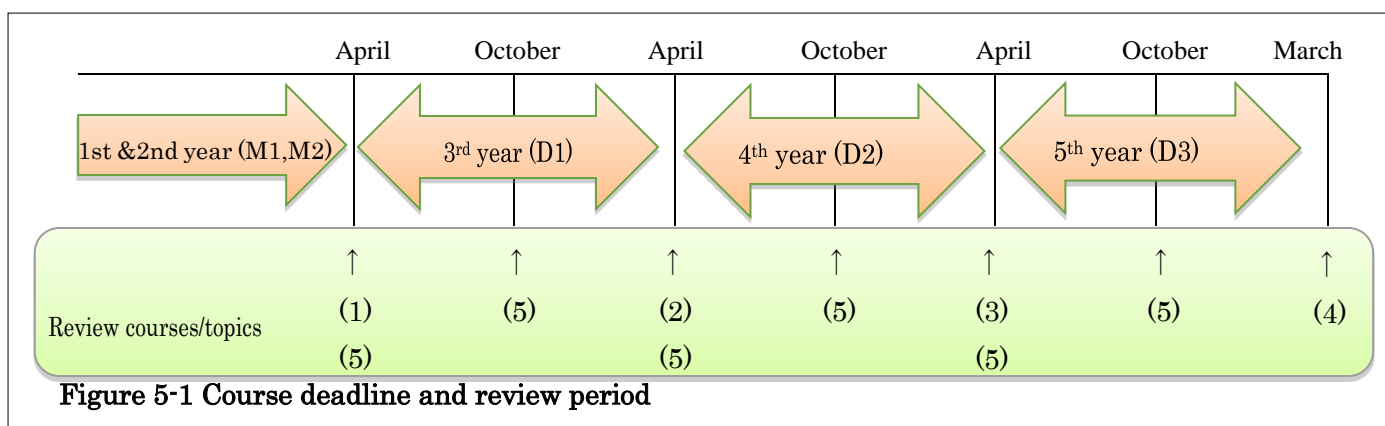 April October April October April October March
1st &2nd year (M1,M2) 3rd year (D1) 4th year (D2) 5th year (D3)
↑ ↑ ↑ ↑ ↑ ↑ ↑
(1) (5) (2) (5) (3) (5) (4)
Review courses/topics
(5) (5) (5)
Figure 5-1 Course deadline and review period